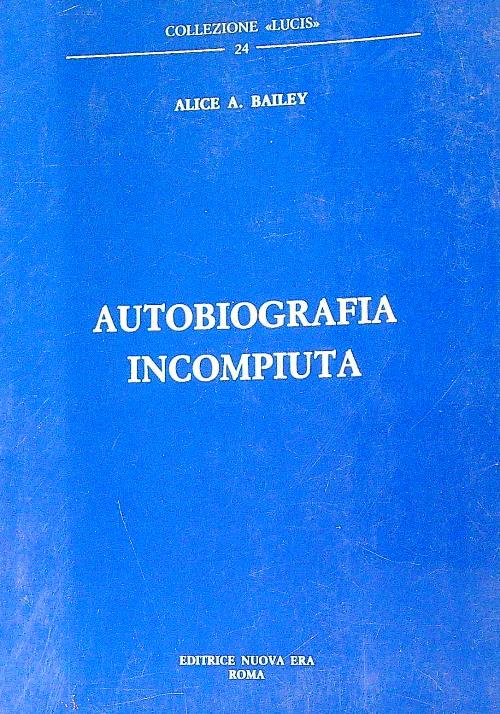 COLLEZIONE «LUCIS»
24
ALICE A. BAILEY
AUTOBIOGRAFIA
INCOMPIUTA
EDITRICE NUOVA ERA
ROMA